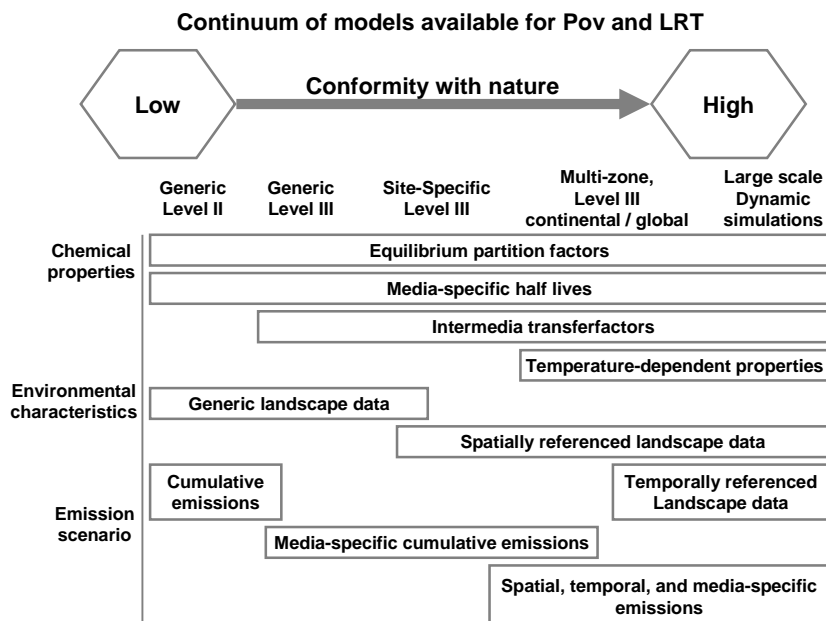 Continuum of models available for Pov and LRT
Low
Conformity with nature
High
Generic
Level II
Generic
Level III
Site-Specific
Level III
Multi-zone,
Level III
continental / global
Large scale
Dynamic
simulations
Chemical
properties
Equilibrium partition factors
Media-specific half lives
Intermedia transferfactors
Temperature-dependent properties
Environmental
characteristics
Generic landscape data
Spatially referenced landscape data
Cumulative
emissions
Temporally referenced
Landscape data
Emission
scenario
Media-specific cumulative emissions
Spatial, temporal, and media-specific
emissions